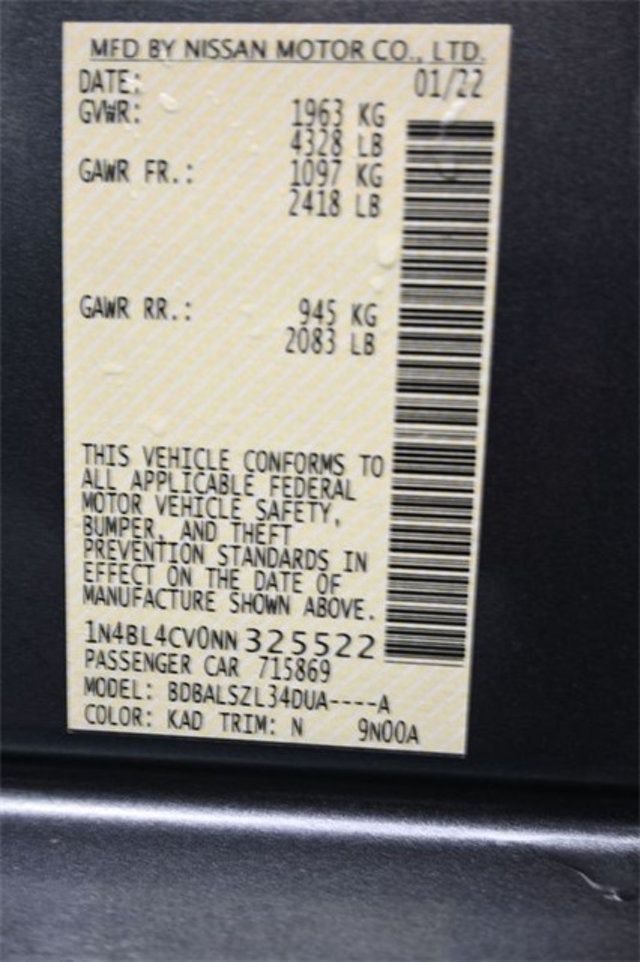 MFD BY NISSAN MOTOR CO., LTD.
DATE: 01/22
GVWR: 1963 KG
4328 LB
GAWR FR.: 1097 KG
2418 LB
GAWR RR.: 945 KG
2083 LB
THIS VEHICLE CONFORMS TO
ALL APPLICABLE FEDERAL
MOTOR VEHICLE SAFETY,
BUMPER, AND THEFT
PREVENTION STANDARDS IN
EFFECT ON THE DATE OF
MANUFACTURE SHOWN ABOVE.
1N4BL4CV0NN325522
PASSENGER CAR 715869
MODEL: BDBALSZL34DUA----A
COLOR: KAD TRIM: N 9N00A